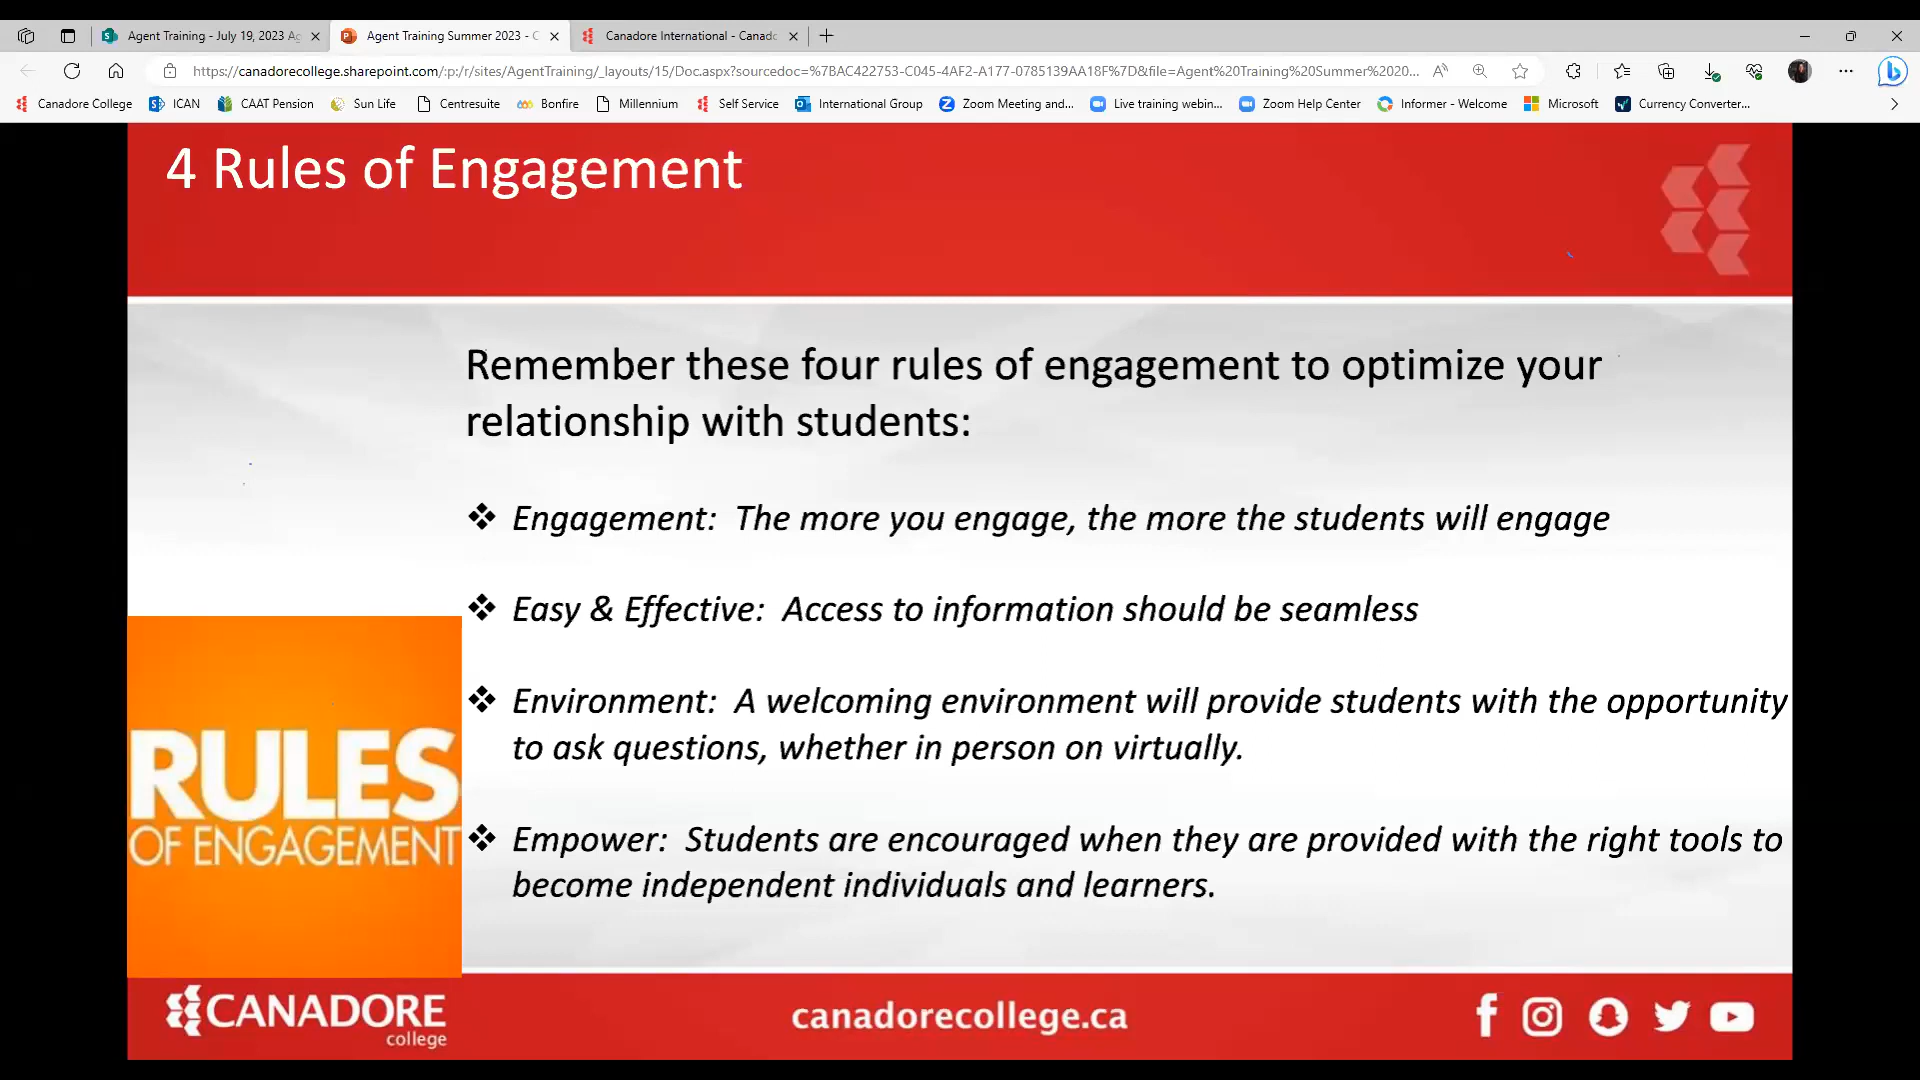 Agent Training - July 19, 2023 Ag
Agent Training Summer 2023 - C
Canadore International - Canado
https://canadorecollege.sharepoint.com/:p:/r/sites/AgentTraining/_layouts/15/Doc.aspx?sourcedoc=%7BAC422753-C045-4AF2-A177-0785139AA18F%7D&file=Agent%20Training%20Summer%2020...
Canadore College ICAN CAAT Pension Sun Life Centresuite Bonfire Millennium Self Service International Group Zoom Meeting and... Live training webin... Zoom Help Center Informer - Welcome Microsoft Currency Converter...
4 Rules of Engagement
Remember these four rules of engagement to optimize your
relationship with students:
❖ Engagement: The more you engage, the more the students will engage
❖ Easy & Effective: Access to information should be seamless
❖ Environment: A welcoming environment will provide students with the opportunity
to ask questions, whether in person on virtually.
❖ Empower: Students are encouraged when they are provided with the right tools to
become independent individuals and learners.
RULES
OF ENGAGEMENT
CANADORE
college
canadorecollege.ca